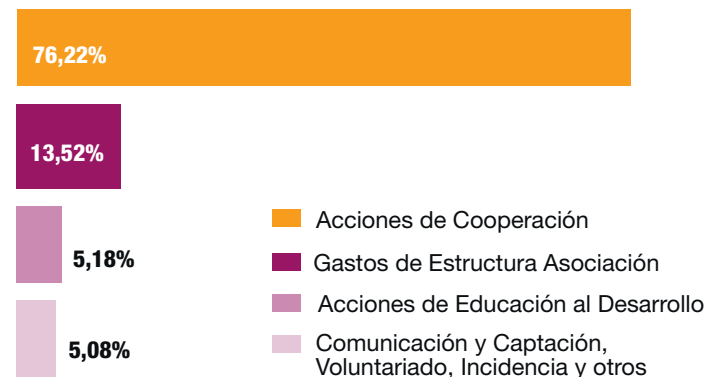 76,22%
13,52%
5,18%
5,08%
Acciones de Cooperación
Gastos de Estructura Asociación
Acciones de Educación al Desarrollo
Comunicación y Captación,
Voluntariado, Incidencia y otros